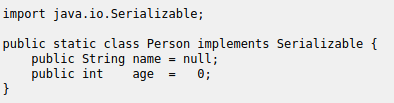 import java.io.Serializable;

public static class Person implements Serializable {
    public String name = null;
    public int    age  =   0;
}